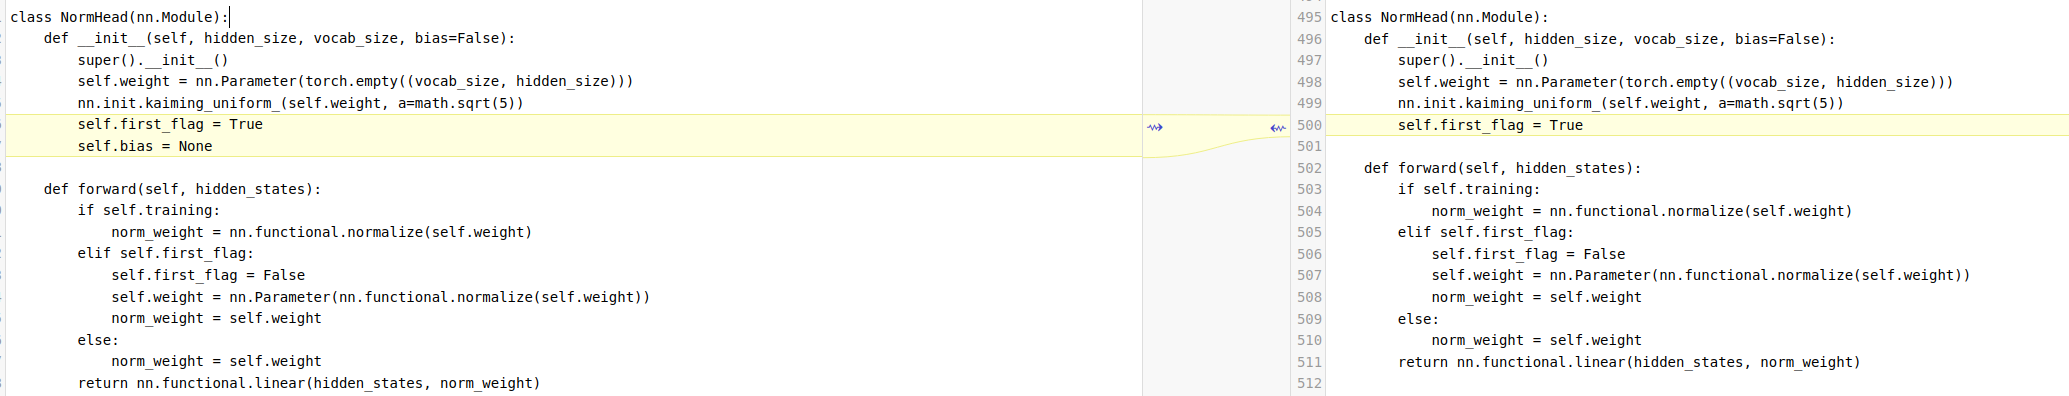 class NormHead(nn.Module):
    def __init__(self, hidden_size, vocab_size, bias=False):
        super().__init__()
        self.weight = nn.Parameter(torch.empty((vocab_size, hidden_size)))
        nn.init.kaiming_uniform_(self.weight, a=math.sqrt(5))
        self.first_flag = True
        self.bias = None
    def forward(self, hidden_states):
        if self.training:
            norm_weight = nn.functional.normalize(self.weight)
        elif self.first_flag:
            self.first_flag = False
            self.weight = nn.Parameter(nn.functional.normalize(self.weight))
            norm_weight = self.weight
        else:
            norm_weight = self.weight
        return nn.functional.linear(hidden_states, norm_weight)
495 class NormHead(nn.Module):
496     def __init__(self, hidden_size, vocab_size, bias=False):
497         super().__init__()
498         self.weight = nn.Parameter(torch.empty((vocab_size, hidden_size)))
499         nn.init.kaiming_uniform_(self.weight, a=math.sqrt(5))
500         self.first_flag = True
501
502     def forward(self, hidden_states):
503         if self.training:
504             norm_weight = nn.functional.normalize(self.weight)
505         elif self.first_flag:
506             self.first_flag = False
507             self.weight = nn.Parameter(nn.functional.normalize(self.weight))
508             norm_weight = self.weight
509         else:
510             norm_weight = self.weight
511         return nn.functional.linear(hidden_states, norm_weight)
512